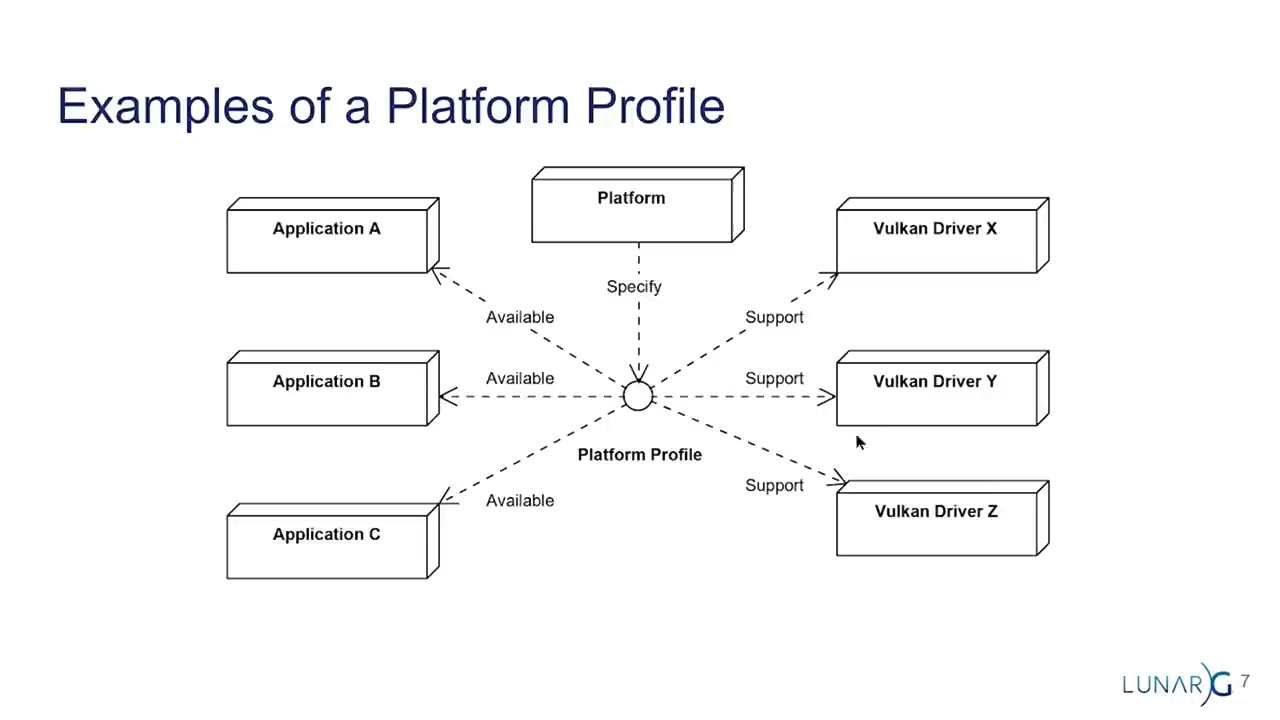 Examples of a Platform Profile
Platform
Application A
Vulkan Driver X
Specify
Available
Support
Application B
Available
Support
Vulkan Driver Y
Platform Profile
Available
Support
Application C
Vulkan Driver Z
LUNARG
7